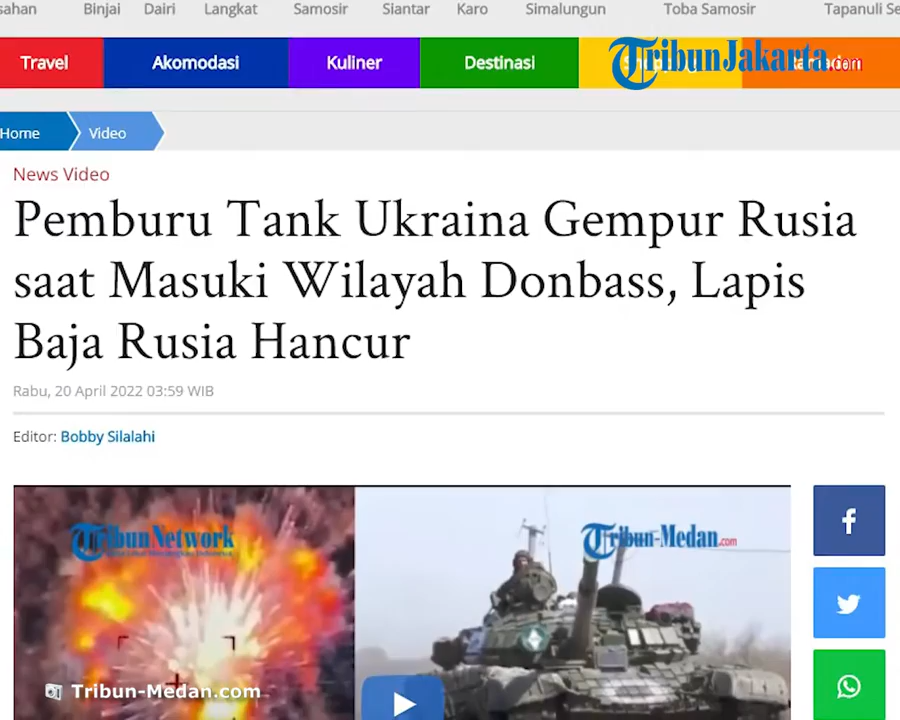 Binjai Dairi Langkat Samosir Siantar Karo Simalungun Toba Samosir Tapanuli
Travel Akomodasi Kuliner Destinasi TribunJakarta.com
Home Video
News Video
Pemburu Tank Ukraina Gempur Rusia
saat Masuki Wilayah Donbass, Lapis
Baja Rusia Hancur
Rabu, 20 April 2022 03:59 WIB
Editor: Bobby Silalahi
TribunNetwork
Tribun-Medan.com
Tribun-Medan.com